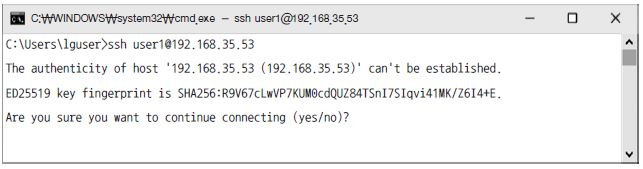 C:\WINDOWS\system32\cmd.exe - ssh user1@192.168.35.53
C:\Users\lguser>ssh user1@192.168.35.53
The authenticity of host '192.168.35.53 (192.168.35.53)' can't be established.
ED25519 key fingerprint is SHA256:R9V67cLwVP7KUM0cdQUZ84TSnI7SIqvi41MK/Z6I4+E.
Are you sure you want to continue connecting (yes/no)?